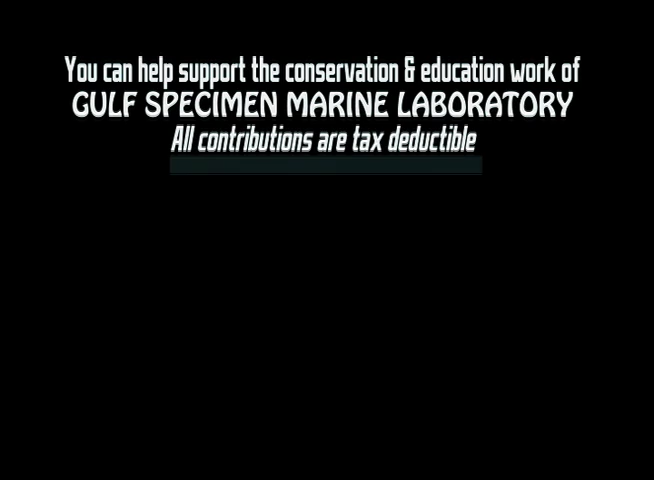 You can help support the conservation & education work of
GULF SPECIMEN MARINE LABORATORY
All contributions are tax deductible